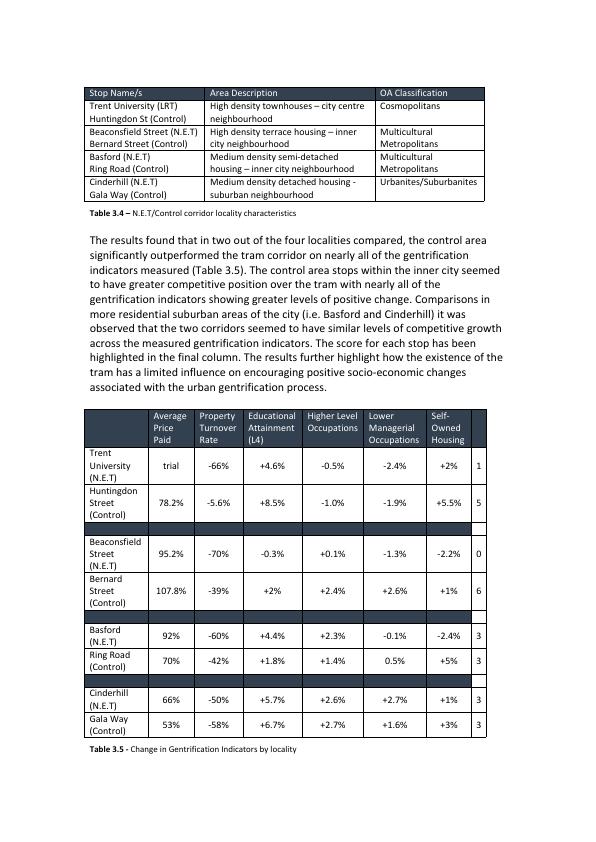 Stop Name/s Area Description OA Classification
Trent University (LRT) High density townhouses – city centre Cosmopolitans
Huntingdon St (Control) neighbourhood
Beaconsfield Street (N.E.T) High density terrace housing – inner Multicultural
Bernard Street (Control) city neighbourhood Metropolitans
Basford (N.E.T) Medium density semi-detached Multicultural
Ring Road (Control) housing – inner city neighbourhood Metropolitans
Cinderhill (N.E.T) Medium density detached housing - Urbanites/Suburbanites
Gala Way (Control) suburban neighbourhood
Table 3.4 – N.E.T/Control corridor locality characteristics
The results found that in two out of the four localities compared, the control area
significantly outperformed the tram corridor on nearly all of the gentrification
indicators measured (Table 3.5). The control area stops within the inner city seemed
to have greater competitive position over the tram with nearly all of the
gentrification indicators showing greater levels of positive change. Comparisons in
more residential suburban areas of the city (i.e. Basford and Cinderhill) it was
observed that the two corridors seemed to have similar levels of competitive growth
across the measured gentrification indicators. The score for each stop has been
highlighted in the final column. The results further highlight how the existence of the
tram has a limited influence on encouraging positive socio-economic changes
associated with the urban gentrification process.
Average Property Educational Higher Level Lower Self-
Price Turnover Attainment Occupations Managerial Owned
Paid Rate (L4) Occupations Housing
Trent
University trial -66% +4.6% -0.5% -2.4% +2% 1
(N.E.T)
Huntingdon
Street 78.2% -5.6% +8.5% -1.0% -1.9% +5.5% 5
(Control)
Beaconsfield
Street 95.2% -70% -0.3% +0.1% -1.3% -2.2% 0
(N.E.T)
Bernard
Street 107.8% -39% +2% +2.4% +2.6% +1% 6
(Control)
Basford 92% -60% +4.4% +2.3% -0.1% -2.4% 3
(N.E.T)
Ring Road 70% -42% +1.8% +1.4% 0.5% +5% 3
(Control)
Cinderhill 66% -50% +5.7% +2.6% +2.7% +1% 3
(N.E.T)
Gala Way 53% -58% +6.7% +2.7% +1.6% +3% 3
(Control)
Table 3.5 - Change in Gentrification Indicators by locality